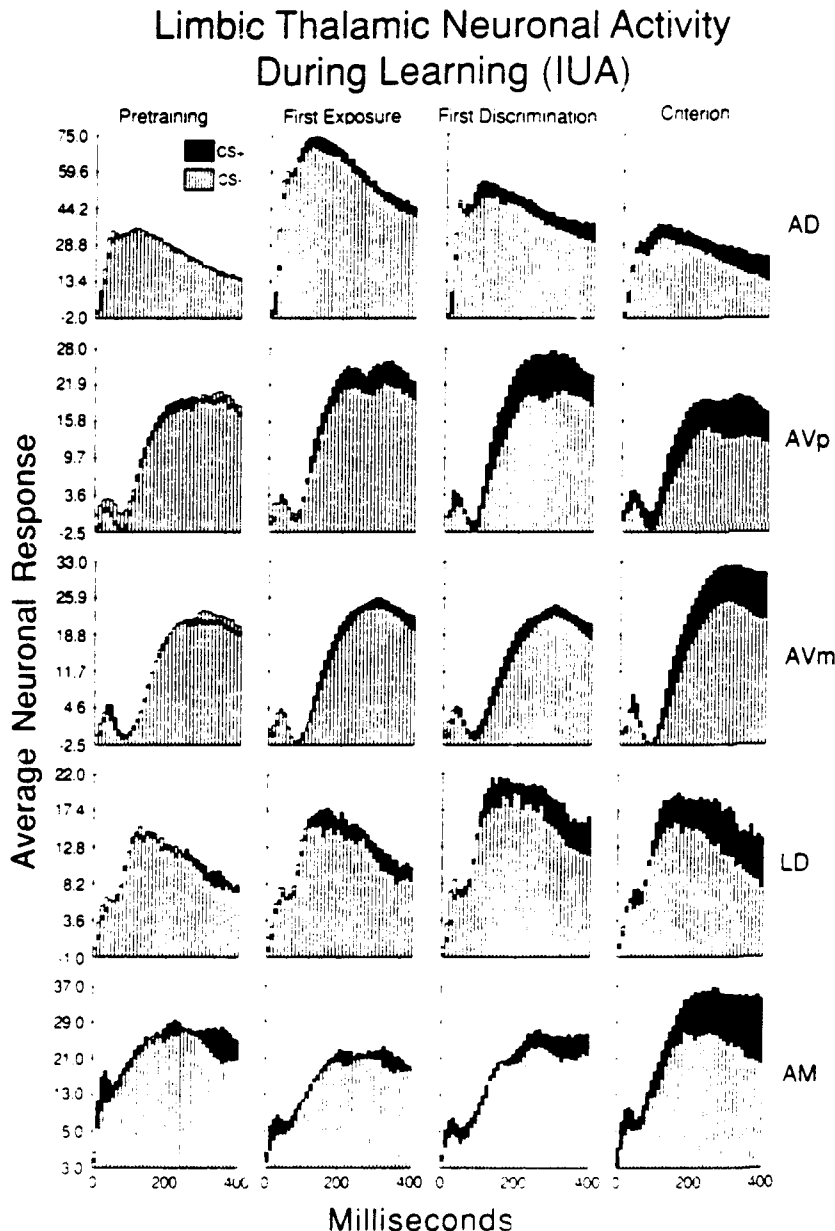 Limbic Thalamic Neuronal Activity
During Learning (IUA)
Pretraining First Exposure First Discrimination Criterion
75.0
59.6
44.2
28.8
13.4
-2.0
CS+
CS-
AD
28.0
21.9
15.8
9.7
3.6
-2.5
AVp
33.0
25.9
18.8
11.7
4.6
-2.5
AVm
22.0
17.4
12.8
8.2
3.6
-1.0
LD
37.0
29.0
21.0
13.0
5.0
3.0
AM
0 200 400 0 200 400 0 200 400 0 200 400
Average Neuronal Response
Milliseconds